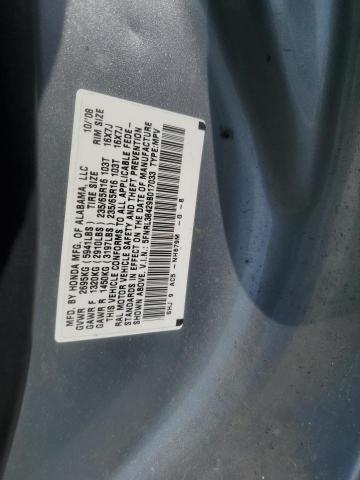 MFD. BY HONDA MFG. OF ALABAMA, LLC 10/08
GVWR 2695KG (5941LBS) TIRE SIZE RIM SIZE
GAWR F 1320KG (2910LBS) 235/65R16 103T 16X7J
GAWR R 1450KG (3197LBS) 235/65R16 103T 16X7J
THIS VEHICLE CONFORMS TO ALL APPLICABLE FEDE-
RAL MOTOR VEHICLE SAFETY AND THEFT PREVENTION
STANDARDS IN EFFECT ON THE DATE OF MANUFACTURE
SHOWN ABOVE. V.I.N.: 5FNRL38429B017033 TYPE:MPV
SHJ 9 AC5 -NH679M -0-B